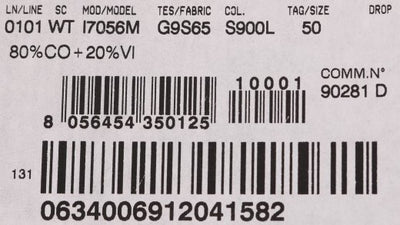 LN/LINE SC MOD/MODEL TES/FABRIC COL. TAG/SIZE DROP
0101 WT I7056M G9S65 S900L 50
80%CO+20%VI
10001
COMM.N°
90281 D
8 056454 350125
131
0634006912041582